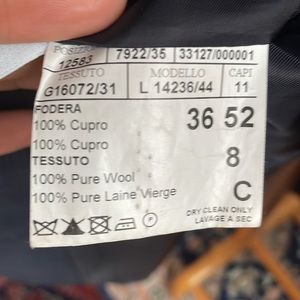 POSIZIO 7922/35 33127/000001
12583
TESSUTO MODELLO CAPI
G16072/31 L 14236/44 11
FODERA
100% Cupro 36 52
100% Cupro
TESSUTO 8
100% Pure Wool
100% Pure Laine Vierge C
DRY CLEAN ONLY
LAVAGE A SEC